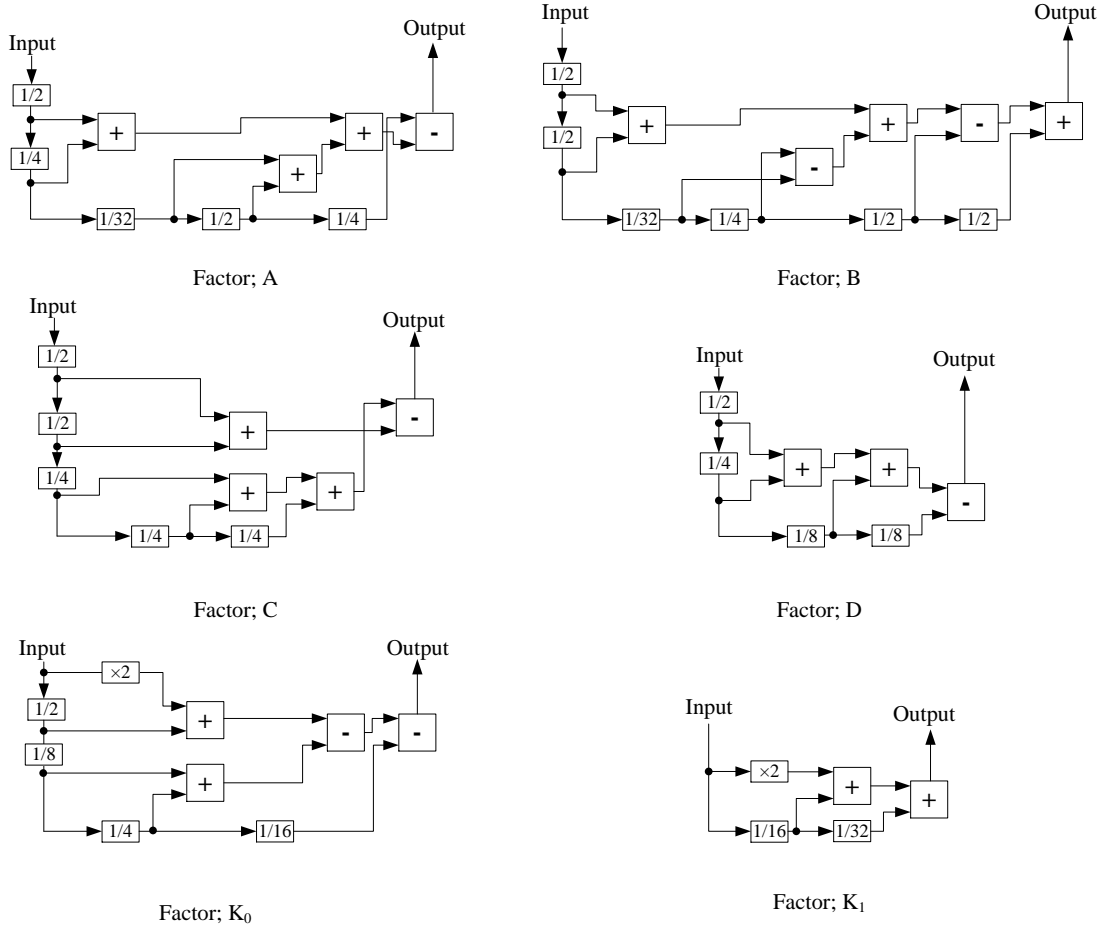 Input
Output
1/2
+
+
-
1/4
+
1/32
1/2
1/4
Factor; A
Input
Output
1/2
+
+
-
+
1/2
-
1/32
1/4
1/2
1/2
Factor; B
Input
Output
1/2
-
1/2
+
1/4
+
+
1/4
1/4
Factor; C
Input
Output
1/2
1/4
+
+
-
1/8
1/8
Factor; D
Input
Output
×2
1/2
+
-
-
1/8
+
1/4
1/16
Factor; K₀
Input
Output
×2
+
+
1/16
1/32
Factor; K₁